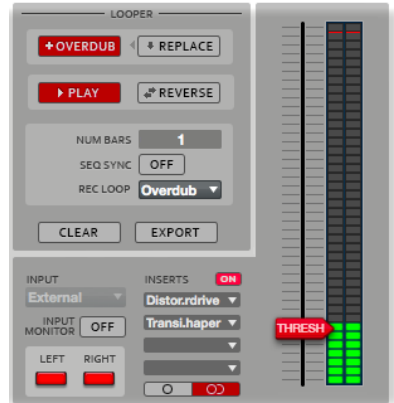 LOOPER
+OVERDUB REPLACE
PLAY REVERSE
NUM BARS 1
SEQ SYNC OFF
REC LOOP Overdub
CLEAR EXPORT
INPUT
External
INPUT MONITOR OFF
LEFT RIGHT
INSERTS ON
Distor.rdrive
Transi.haper
THRESH